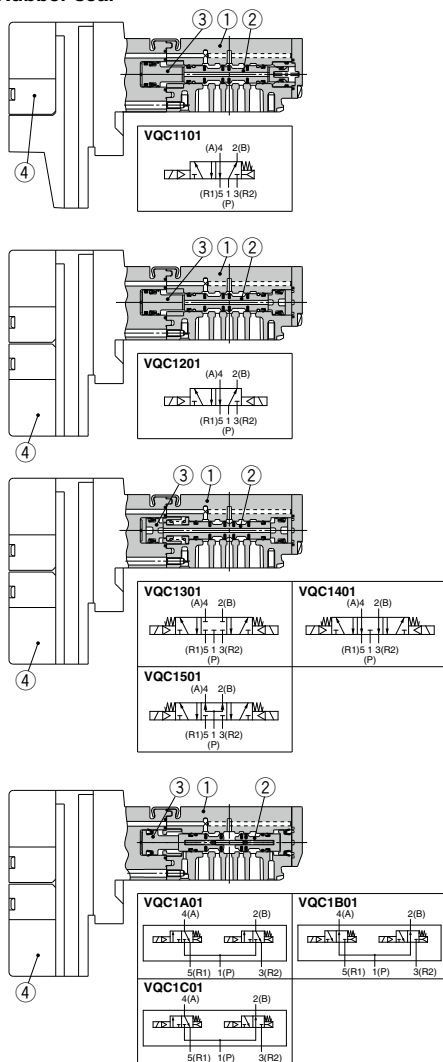 ③ ① ②
④
VQC1101
(A)4 2(B)
(R1)5 1 3(R2)
(P)
③ ① ②
④
VQC1201
(A)4 2(B)
(R1)5 1 3(R2)
(P)
③ ① ②
④
VQC1301
(A)4 2(B)
(R1)5 1 3(R2)
(P)
VQC1401
(A)4 2(B)
(R1)5 1 3(R2)
(P)
VQC1501
(A)4 2(B)
(R1)5 1 3(R2)
(P)
③ ① ②
④
VQC1A01
4(A) 2(B)
5(R1) 1(P) 3(R2)
VQC1B01
4(A) 2(B)
5(R1) 1(P) 3(R2)
VQC1C01
4(A) 2(B)
5(R1) 1(P) 3(R2)